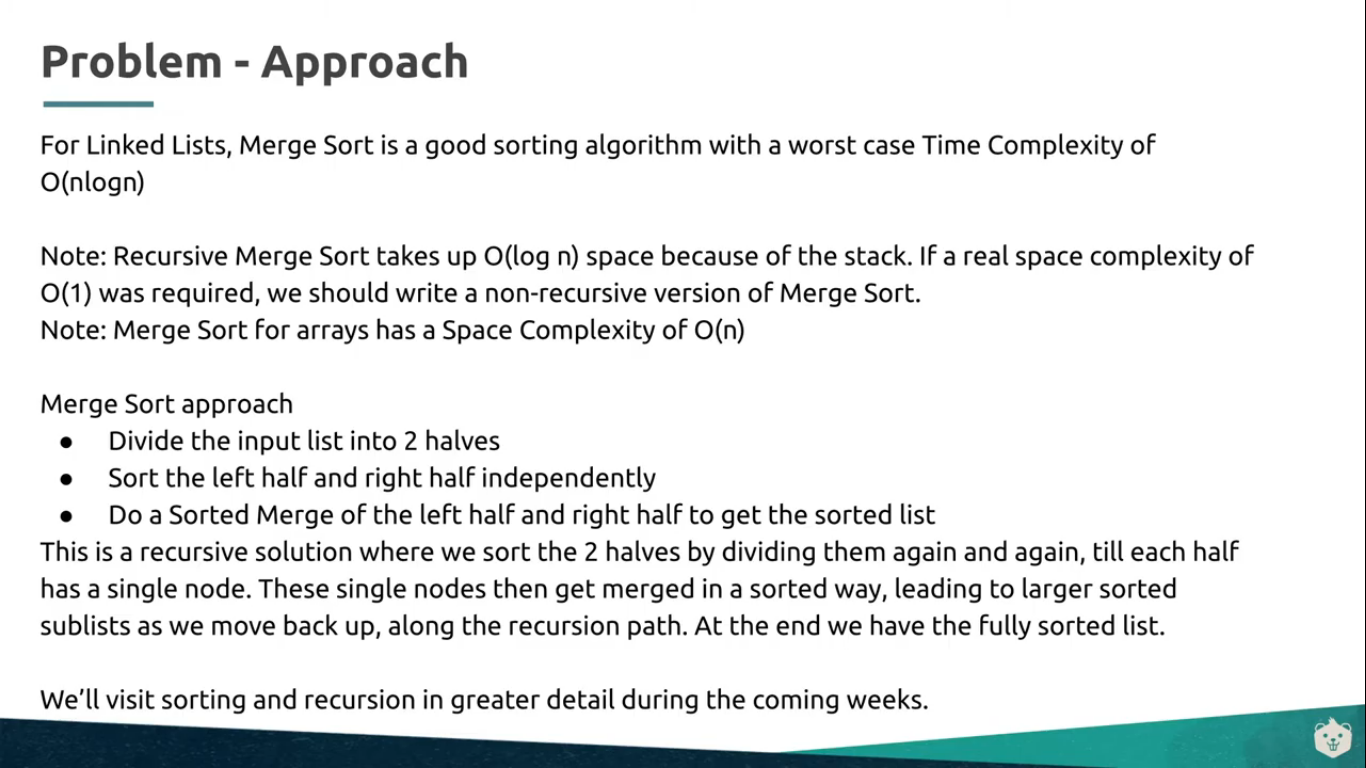 Problem - Approach
For Linked Lists, Merge Sort is a good sorting algorithm with a worst case Time Complexity of
O(nlogn)
Note: Recursive Merge Sort takes up O(log n) space because of the stack. If a real space complexity of
O(1) was required, we should write a non-recursive version of Merge Sort.
Note: Merge Sort for arrays has a Space Complexity of O(n)
Merge Sort approach
● Divide the input list into 2 halves
● Sort the left half and right half independently
● Do a Sorted Merge of the left half and right half to get the sorted list
This is a recursive solution where we sort the 2 halves by dividing them again and again, till each half
has a single node. These single nodes then get merged in a sorted way, leading to larger sorted
sublists as we move back up, along the recursion path. At the end we have the fully sorted list.
We’ll visit sorting and recursion in greater detail during the coming weeks.